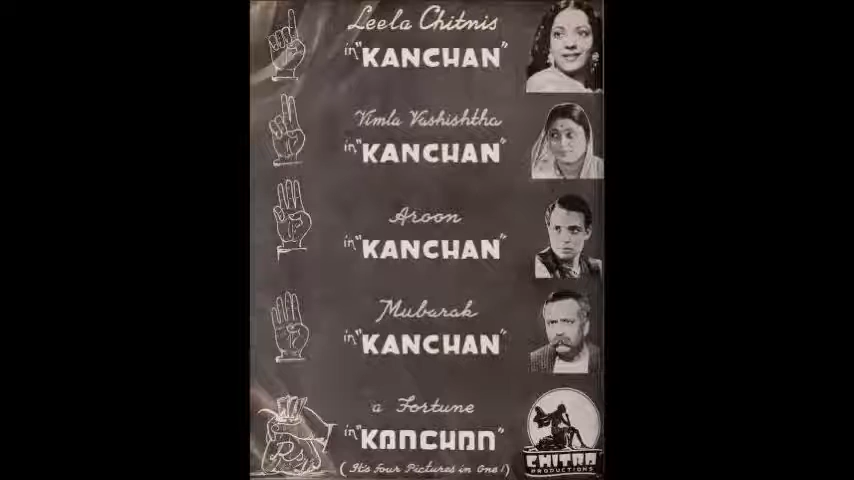 Leela Chitnis
in "KANCHAN"
Vimla Vashishtha
in "KANCHAN"
Aroon
in "KANCHAN"
Mubarak
in "KANCHAN"
a Fortune
in "KANCHAN"
Rs
(It's Four Pictures in One!)
CHITRA
PRODUCTIONS